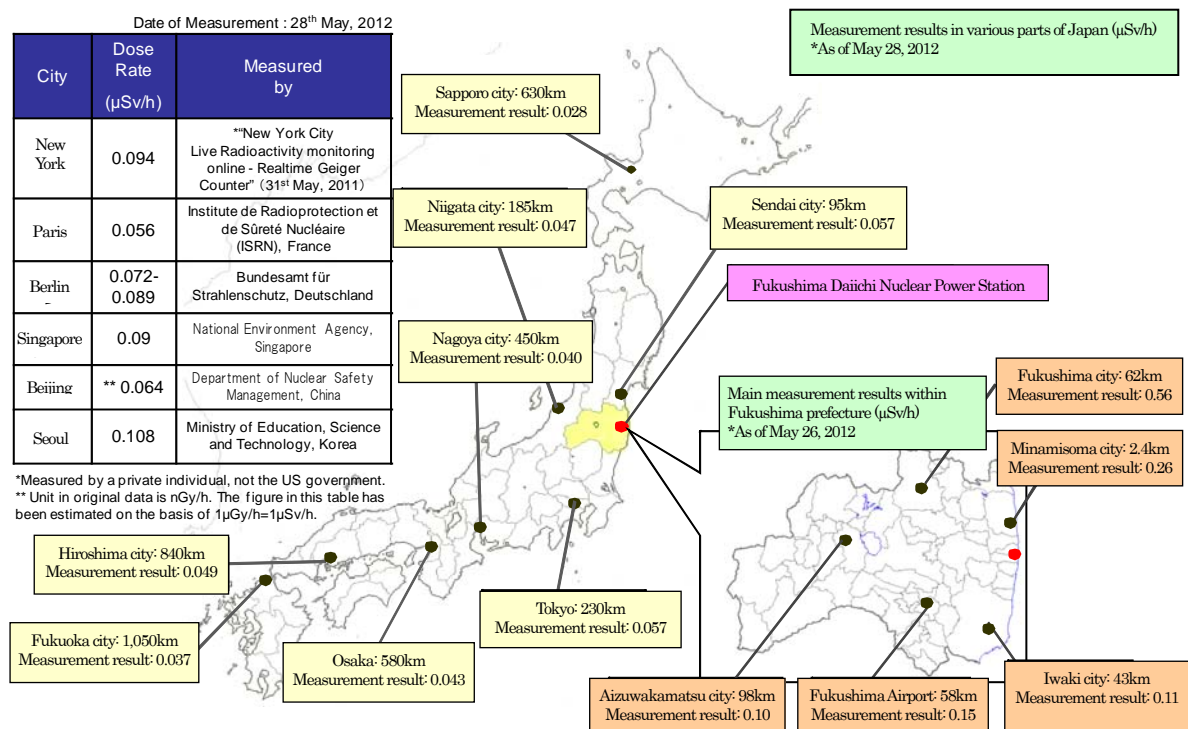 Date of Measurement : 28th May, 2012
City
Dose
Rate
(μSv/h)
Measured
by
New
York
0.094
*“New York City
Live Radioactivity monitoring
online - Realtime Geiger
Counter” (31st May, 2011)
Paris
0.056
Institute de Radioprotection et
de Sûreté Nucléaire
(ISRN), France
Berlin
0.072-
0.089
Bundesamt für
Strahlenschutz, Deutschland
Singapore
0.09
National Environment Agency,
Singapore
Beijing
** 0.064
Department of Nuclear Safety
Management, China
Seoul
0.108
Ministry of Education, Science
and Technology, Korea
*Measured by a private individual, not the US government.
** Unit in original data is nGy/h. The figure in this table has
been estimated on the basis of 1μGy/h=1μSv/h.
Measurement results in various parts of Japan (μSv/h)
*As of May 28, 2012
Sapporo city: 630km
Measurement result: 0.028
Niigata city: 185km
Measurement result: 0.047
Sendai city: 95km
Measurement result: 0.057
Fukushima Daiichi Nuclear Power Station
Nagoya city: 450km
Measurement result: 0.040
Main measurement results within
Fukushima prefecture (μSv/h)
*As of May 26, 2012
Fukushima city: 62km
Measurement result: 0.56
Minamisoma city: 2.4km
Measurement result: 0.26
Hiroshima city: 840km
Measurement result: 0.049
Tokyo: 230km
Measurement result: 0.057
Fukuoka city: 1,050km
Measurement result: 0.037
Osaka: 580km
Measurement result: 0.043
Aizuwakamatsu city: 98km
Measurement result: 0.10
Fukushima Airport: 58km
Measurement result: 0.15
Iwaki city: 43km
Measurement result: 0.11